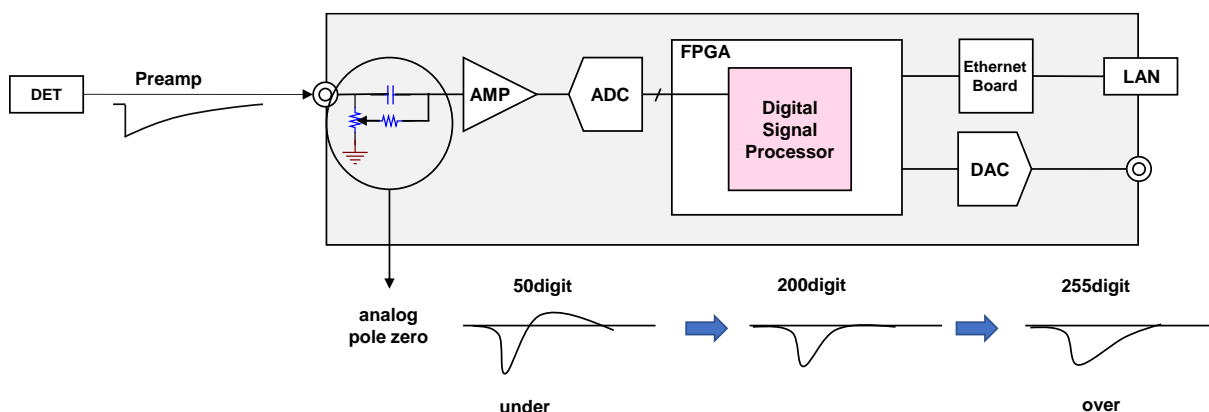 Preamp
DET
AMP
ADC
FPGA
Digital
Signal
Processor
Ethernet
Board
LAN
DAC
analog
pole zero
50digit
200digit
255digit
under
over